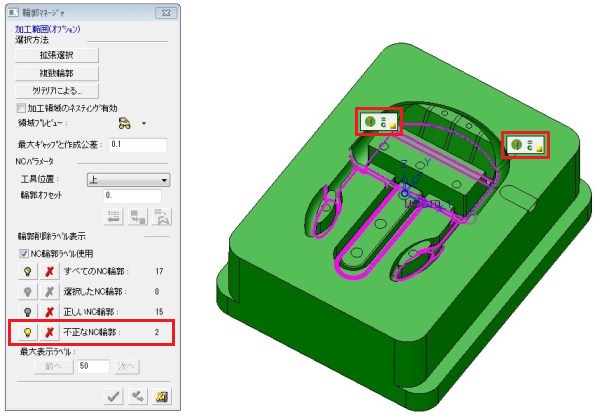 輪郭マネージャ
加工範囲(オプション)
選択方法
拡張選択
複数輪郭
クリテリアによる...
加工領域のネスティング有効
領域プレビュー :
最大ギャップと作成公差 : 0.1
NCパラメータ
工具位置 : 上
輪郭オフセット 0.
輪郭削除ラベル表示
NC輪郭ラベル使用
すべてのNC輪郭 : 17
選択したNC輪郭 : 0
正しいNC輪郭 : 15
不正なNC輪郭 : 2
最大表示ラベル :
前へ 50 次へ
Z
Y